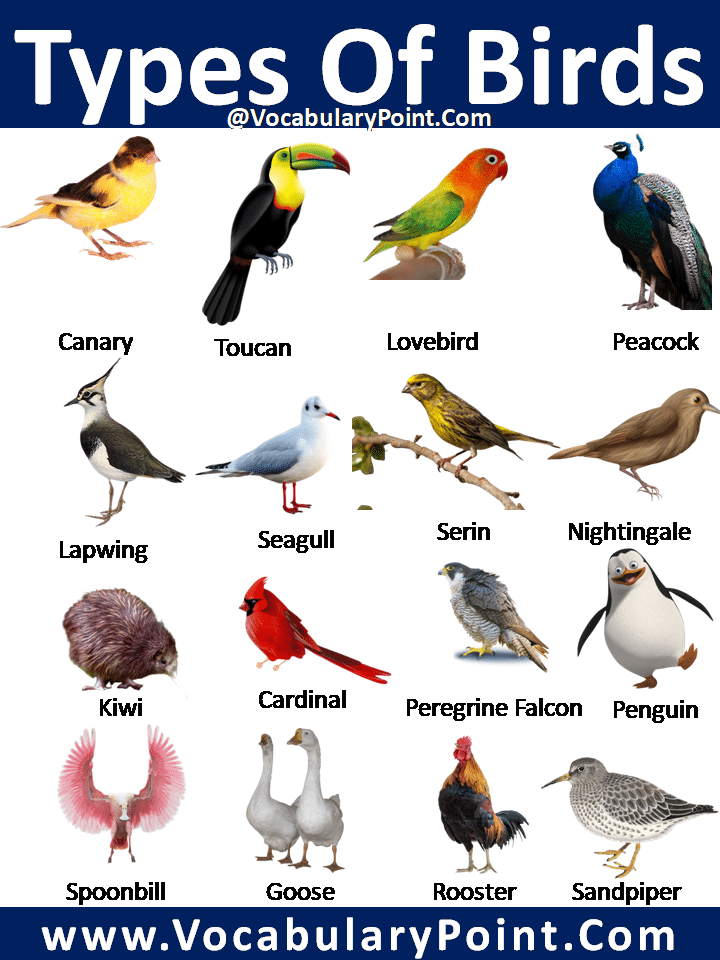 Types Of Birds
@VocabularyPoint.Com
Canary
Toucan
Lovebird
Peacock
Lapwing
Seagull
Serin
Nightingale
Kiwi
Cardinal
Peregrine Falcon
Penguin
Spoonbill
Goose
Rooster
Sandpiper
www.VocabularyPoint.Com